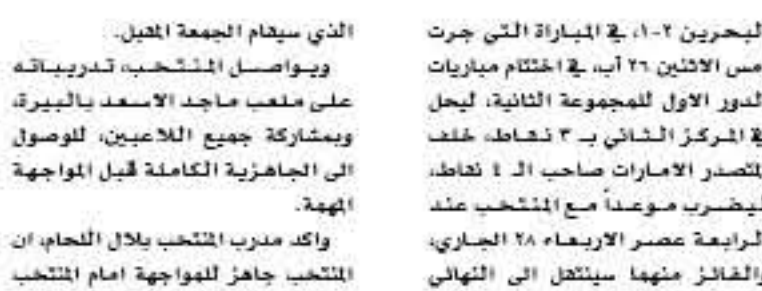 البحرين ٢-١، في المباراة التي جرت
امس الاثنين ٢٦ آب، في اختتام مباريات
الدور الاول للمجموعة الثانية، ليحل
في المركز الثاني بـ ٣ نقاط، خلف
المتصدر الامارات صاحب الـ ٤ نقاط،
ليضرب موعداً مع المنتخب عند
الرابعة عصر الاربعاء ٢٨ الجاري،
والفائز منهما سينتقل الى النهائي
الذي سيقام الجمعة المقبل.
ويواصل المنتخب، تدريباته
على ملعب ماجد الاسعد بالبيرة،
وبمشاركة جميع اللاعبين، للوصول
الى الجاهزية الكاملة قبل المواجهة
المهمة.
واكد مدرب المنتخب بلال اللحام، ان
المنتخب جاهز للمواجهة امام المنتخب